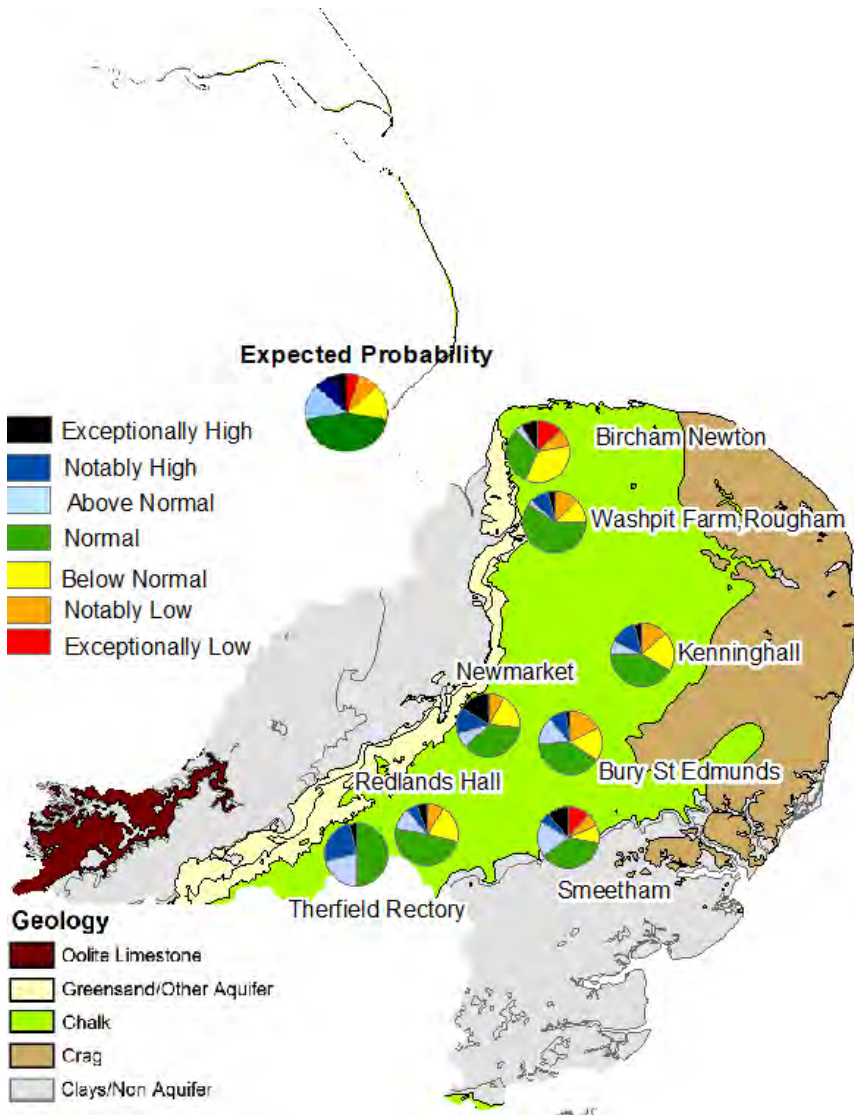 Expected Probability
Exceptionally High
Notably High
Above Normal
Normal
Below Normal
Notably Low
Exceptionally Low
Bircham Newton
Washpit Farm,Rougham
Kenninghall
Newmarket
Bury St Edmunds
Redlands Hall
Smeetham
Therfield Rectory
Geology
Oolite Limestone
Greensand/Other Aquifer
Chalk
Crag
Clays/Non Aquifer